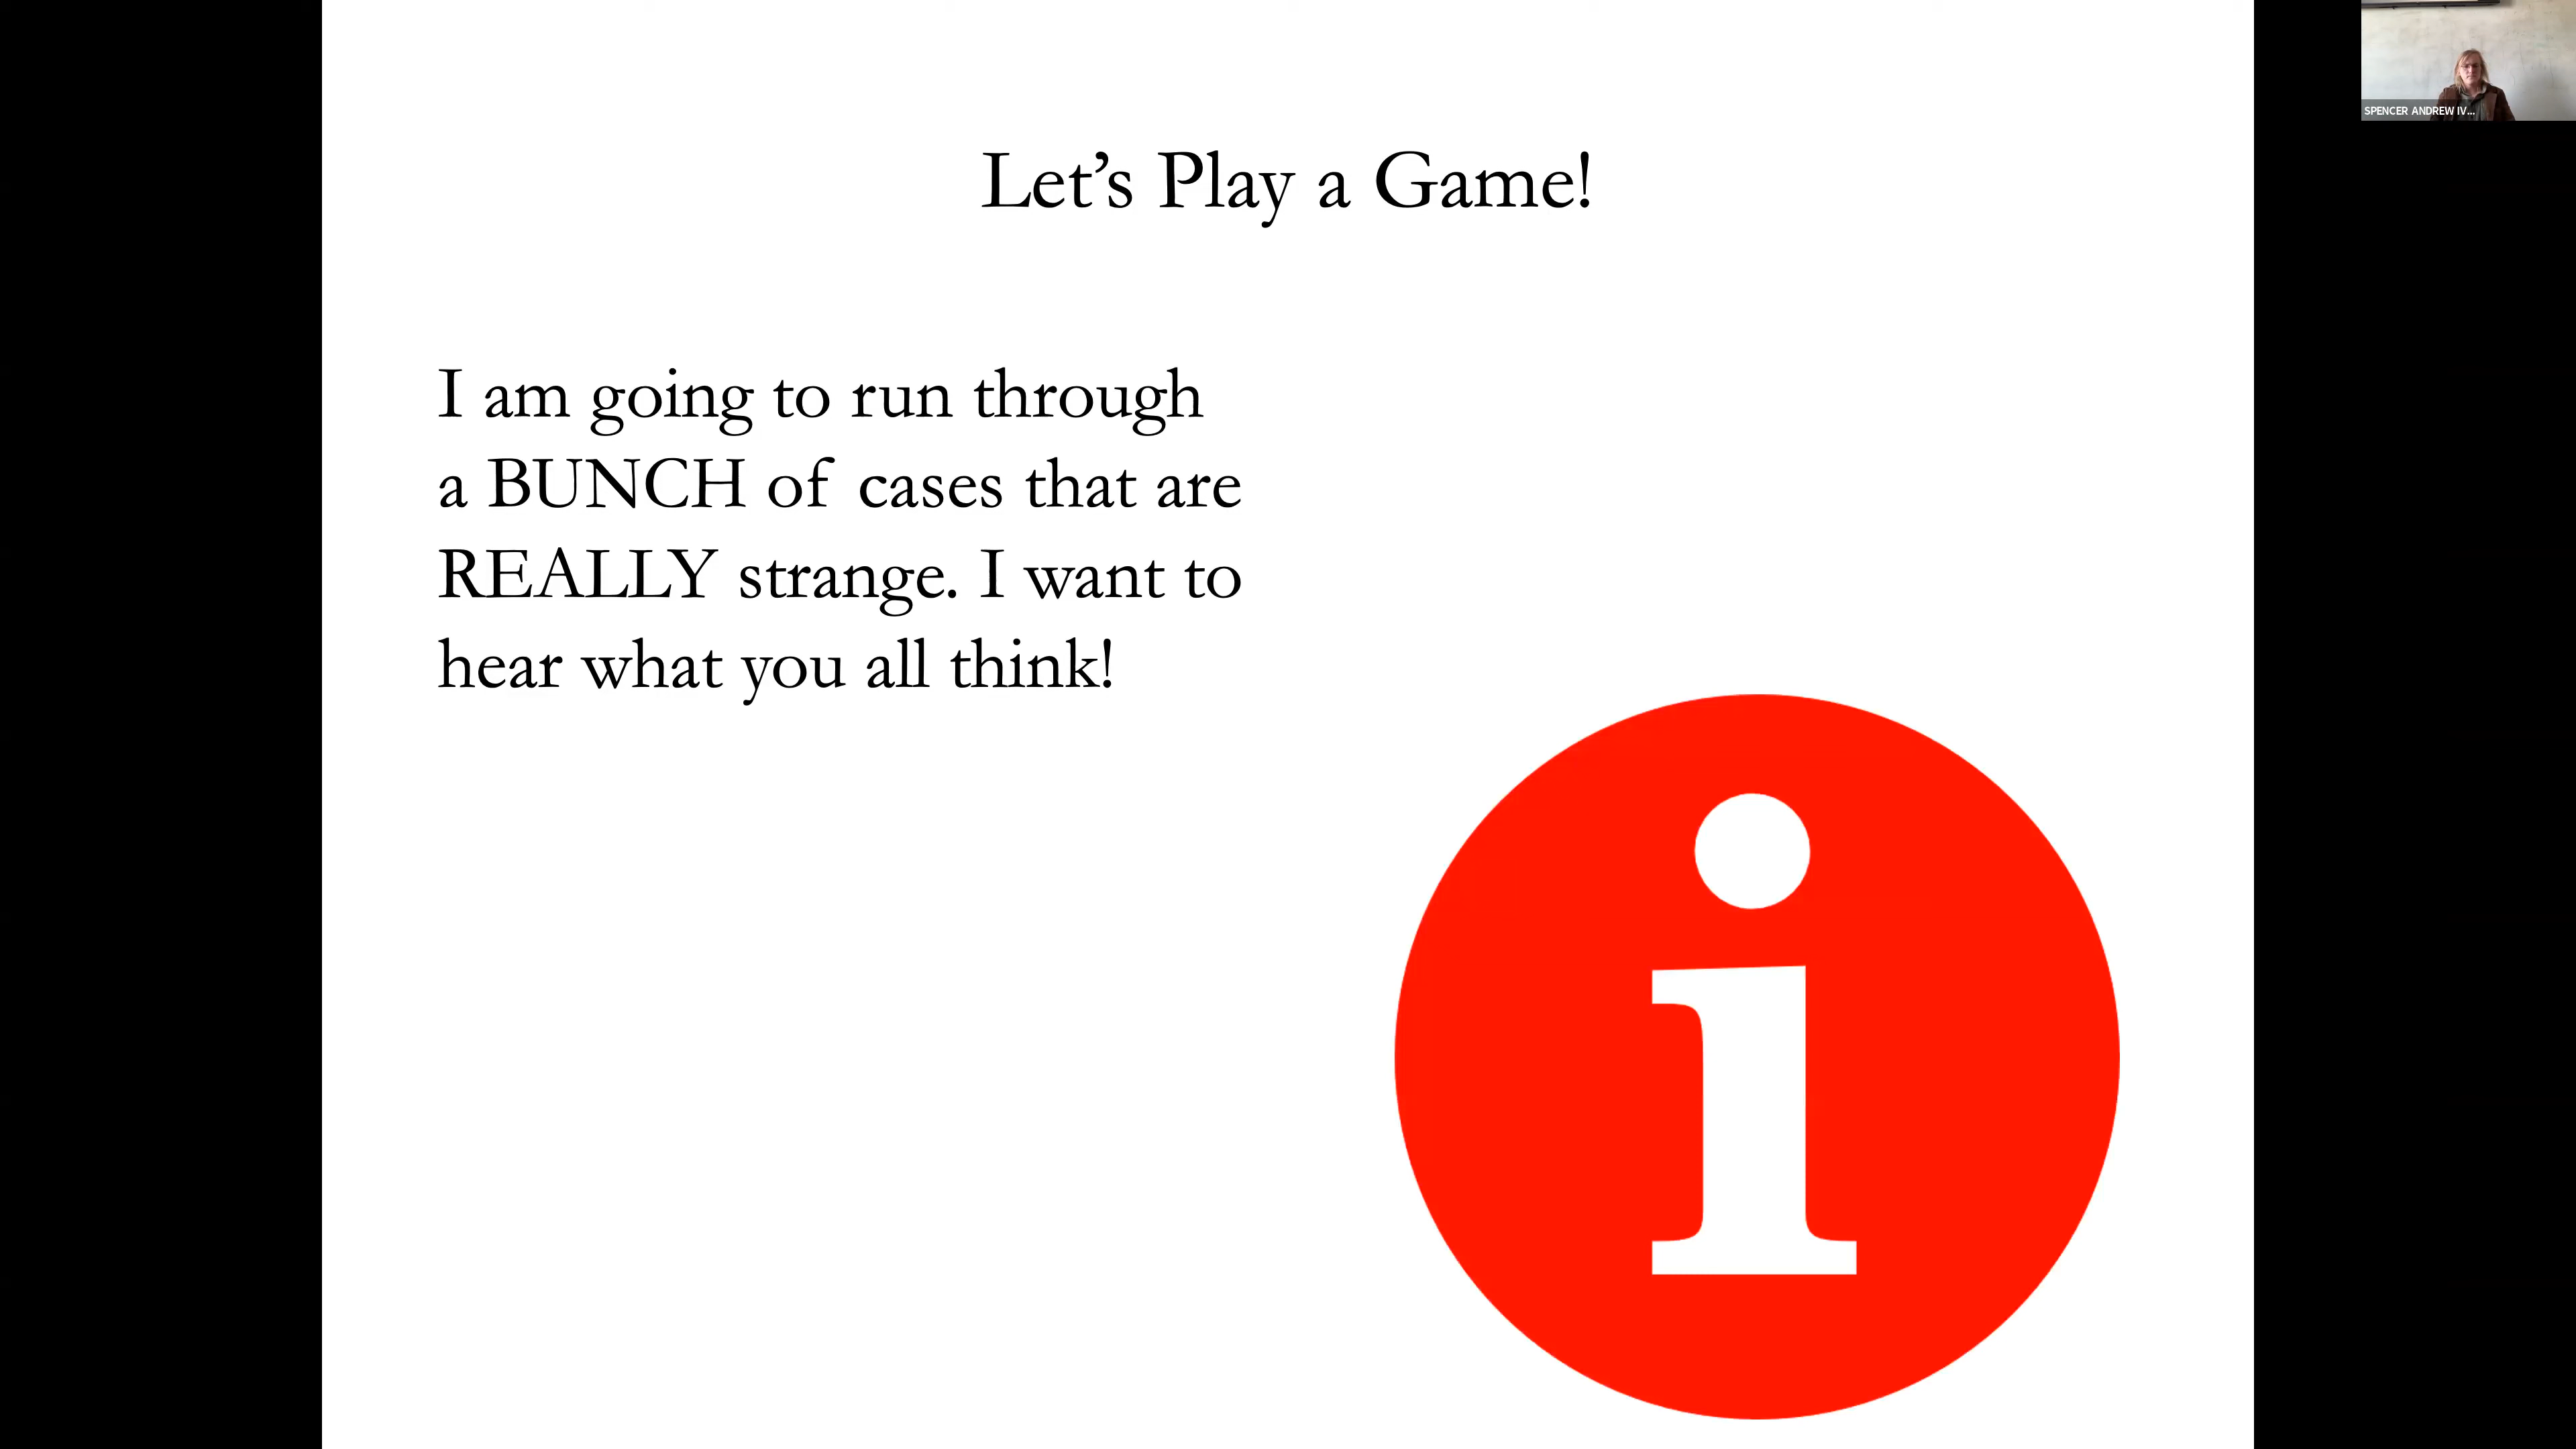 Let’s Play a Game!
I am going to run through
a BUNCH of cases that are
REALLY strange. I want to
hear what you all think!
i
SPENCER ANDREW IV...